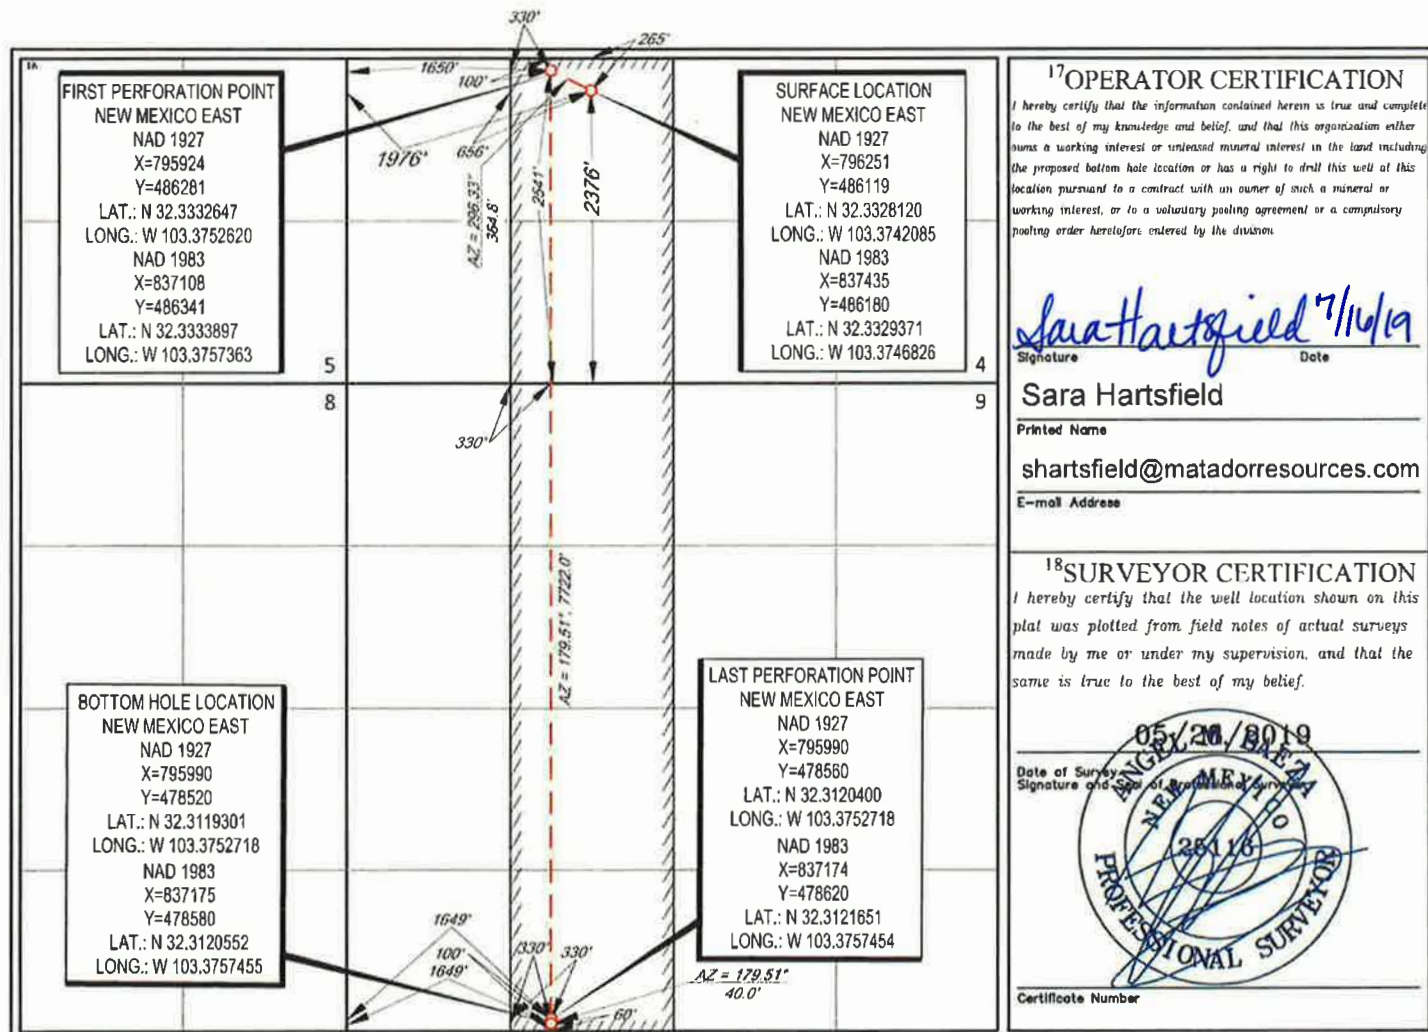 16
330'
265'
1650'
100'
1976'
656'
AZ = 296.33°
364.8'
2541'
2376'
FIRST PERFORATION POINT
NEW MEXICO EAST
NAD 1927
X=795924
Y=486281
LAT.: N 32.3332647
LONG.: W 103.3752620
NAD 1983
X=837108
Y=486341
LAT.: N 32.3333897
LONG.: W 103.3757363
SURFACE LOCATION
NEW MEXICO EAST
NAD 1927
X=796251
Y=486119
LAT.: N 32.3328120
LONG.: W 103.3742085
NAD 1983
X=837435
Y=486180
LAT.: N 32.3329371
LONG.: W 103.3746826
5
4
8
9
330'
AZ = 179.51°, 7722.0'
BOTTOM HOLE LOCATION
NEW MEXICO EAST
NAD 1927
X=795990
Y=478520
LAT.: N 32.3119301
LONG.: W 103.3752718
NAD 1983
X=837175
Y=478580
LAT.: N 32.3120552
LONG.: W 103.3757455
LAST PERFORATION POINT
NEW MEXICO EAST
NAD 1927
X=795990
Y=478560
LAT.: N 32.3120400
LONG.: W 103.3752718
NAD 1983
X=837174
Y=478620
LAT.: N 32.3121651
LONG.: W 103.3757454
1649'
100'
1649'
330'
330'
AZ = 179.51°
40.0'
60'
17OPERATOR CERTIFICATION
I hereby certify that the information contained herein is true and complete
to the best of my knowledge and belief, and that this organization either
owns a working interest or unleased mineral interest in the land including
the proposed bottom hole location or has a right to drill this well at this
location pursuant to a contract with an owner of such a mineral or
working interest, or to a voluntary pooling agreement or a compulsory
pooling order heretofore entered by the division
Sara Hartsfield 7/16/19
Signature Date
Sara Hartsfield
Printed Name
shartsfield@matadorresources.com
E-mail Address
18SURVEYOR CERTIFICATION
I hereby certify that the well location shown on this
plat was plotted from field notes of actual surveys
made by me or under my supervision, and that the
same is true to the best of my belief.
05/26/2019
Date of Survey
Signature and Seal of Professional Surveyor
ANGEL M. BAEZA
NEW MEXICO
25116
PROFESSIONAL SURVEYOR
Certificate Number